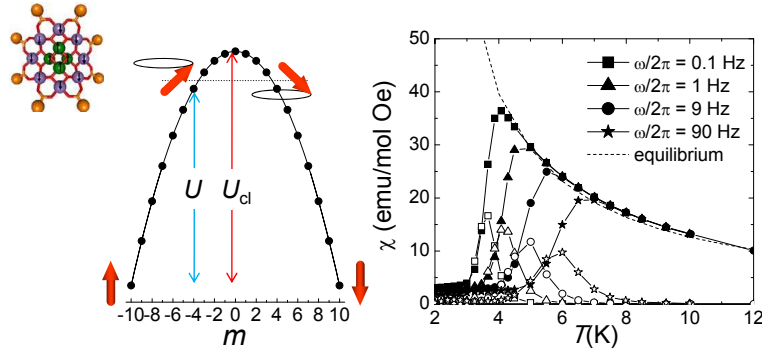 U
U_cl
-10 -8 -6 -4 -2 0 2 4 6 8 10
m
χ (emu/mol Oe)
50
40
30
20
10
0
ω/2π = 0.1 Hz
ω/2π = 1 Hz
ω/2π = 9 Hz
ω/2π = 90 Hz
equilibrium
2 4 6 8 10 12
T(K)